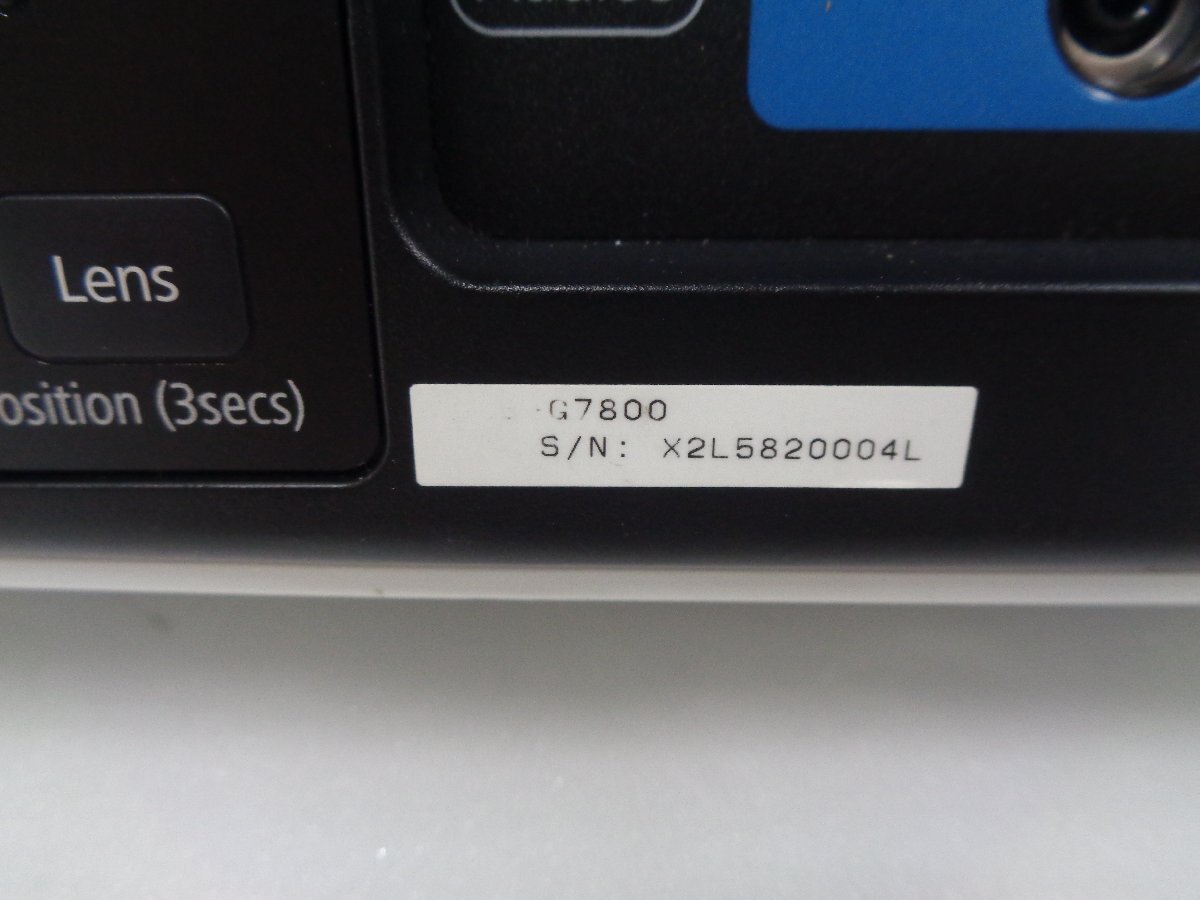 Lens
osition (3secs)
G7800
S/N: X2L5820004L